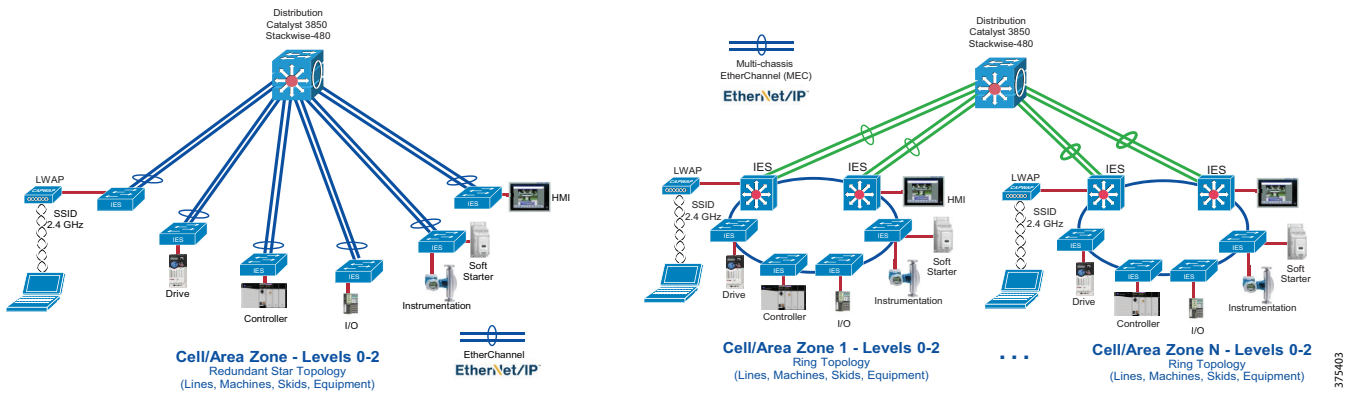 Distribution
Catalyst 3850
Stackwise-480
LWAP
CAPWAP
SSID
2.4 GHz
IES
IES
IES
IES
IES
IES
HMI
Drive
Controller
I/O
Instrumentation
Soft
Starter
EtherChannel
EtherNet/IP™
Cell/Area Zone - Levels 0-2
Redundant Star Topology
(Lines, Machines, Skids, Equipment)
Multi-chassis
EtherChannel (MEC)
EtherNet/IP™
Distribution
Catalyst 3850
Stackwise-480
LWAP
CAPWAP
SSID
2.4 GHz
IES
IES
IES
IES
IES
IES
HMI
Drive
Controller
I/O
Instrumentation
Soft
Starter
Cell/Area Zone 1 - Levels 0-2
Ring Topology
(Lines, Machines, Skids, Equipment)
. . .
LWAP
CAPWAP
SSID
2.4 GHz
IES
IES
IES
IES
IES
IES
Drive
Controller
I/O
Instrumentation
Soft
Starter
Cell/Area Zone N - Levels 0-2
Ring Topology
(Lines, Machines, Skids, Equipment)
375403